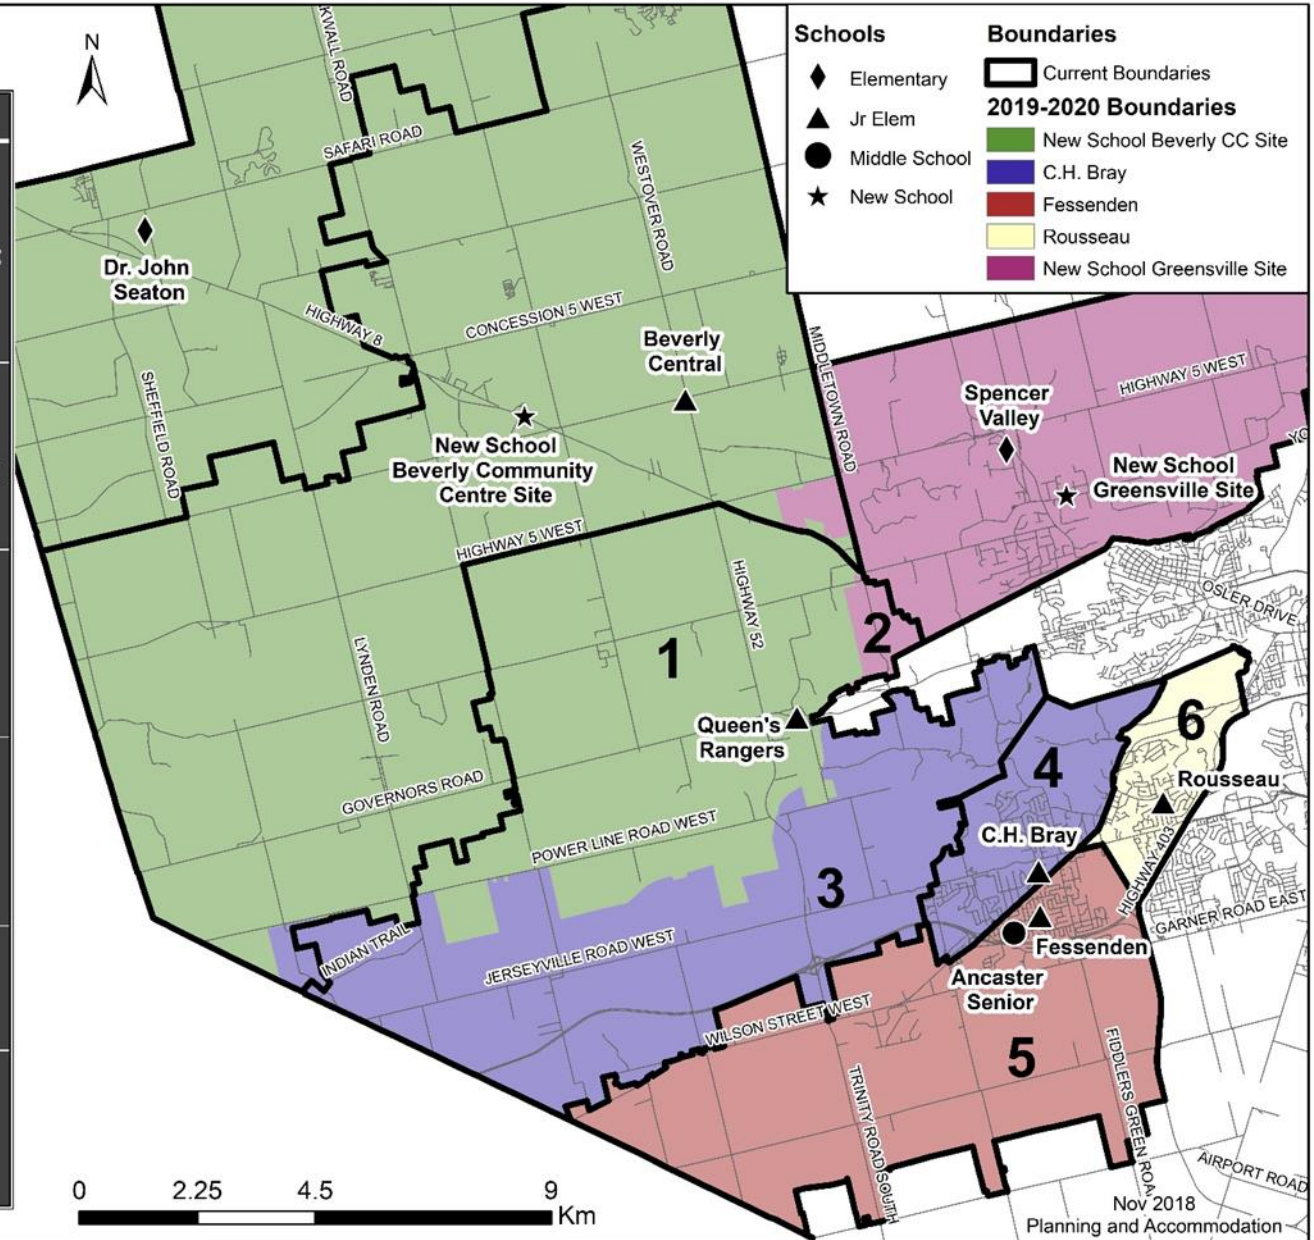 N
Schools
Elementary
Jr Elem
Middle School
New School
Boundaries
Current Boundaries
2019-2020 Boundaries
New School Beverly CC Site
C.H. Bray
Fessenden
Rousseau
New School Greensville Site
KWALL ROAD
SAFARI ROAD
WESTOVER ROAD
Dr. John
Seaton
HIGHWAY 8
CONCESSION 5 WEST
Beverly
Central
MIDDLETOWN ROAD
HIGHWAY 5 WEST
Spencer
Valley
SHEFFIELD ROAD
New School
Beverly Community
Centre Site
New School
Greensville Site
YO
HIGHWAY 5 WEST
HIGHWAY 52
OSLER DRIVE
1
2
LYNDEN ROAD
Queen's
Rangers
6
4
Rousseau
GOVERNORS ROAD
POWER LINE ROAD WEST
C.H. Bray
3
HIGHWAY 403
GARNER ROAD EAST
INDIAN TRAIL
JERSEYVILLE ROAD WEST
Fessenden
Ancaster
Senior
WILSON STREET WEST
5
TRINITY ROAD SOUTH
FIDDLERS GREEN ROA
AIRPORT ROAD
0 2.25 4.5 9
Km
Nov 2018
Planning and Accommodation